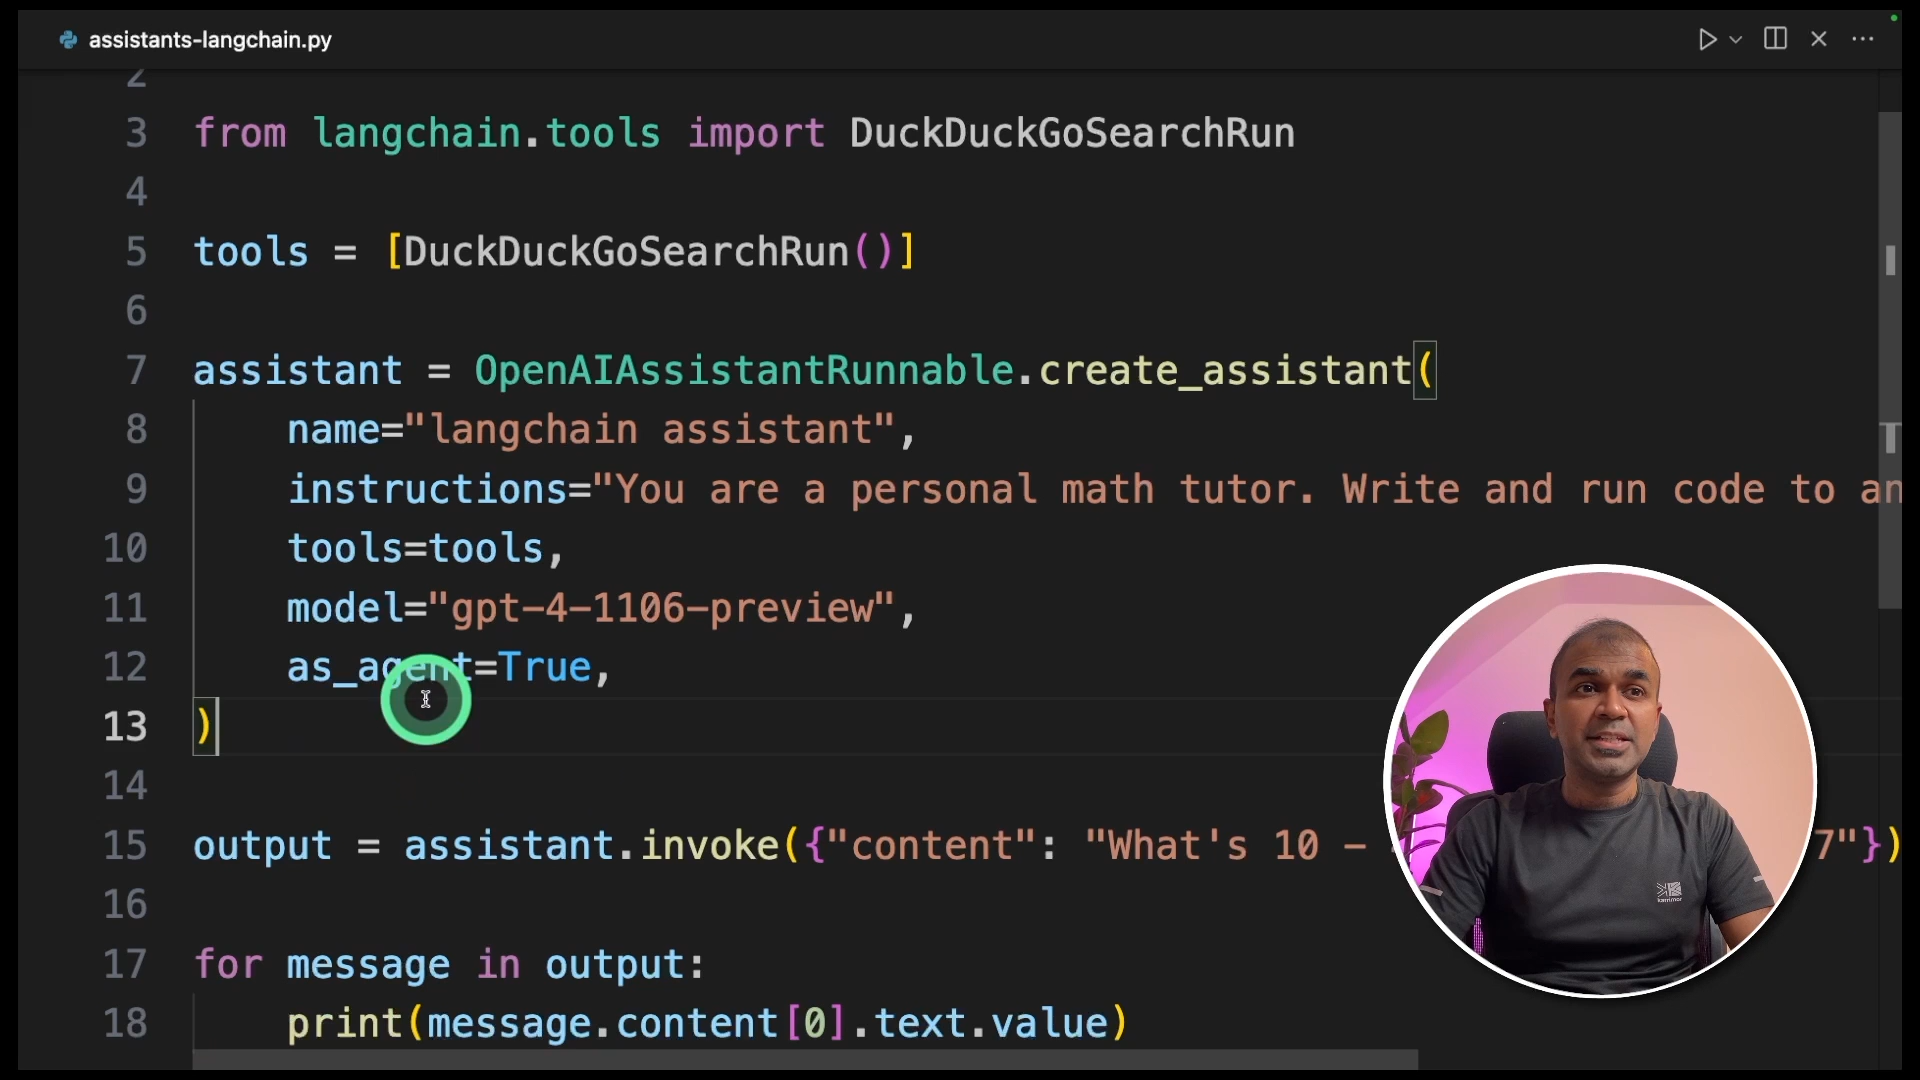 assistants-langchain.py
2
3 from langchain.tools import DuckDuckGoSearchRun
4
5 tools = [DuckDuckGoSearchRun()]
6
7 assistant = OpenAIAssistantRunnable.create_assistant(
8 name="langchain assistant",
9 instructions="You are a personal math tutor. Write and run code to an
10 tools=tools,
11 model="gpt-4-1106-preview",
12 as_agent=True,
13 )
14
15 output = assistant.invoke({"content": "What's 10 - 7"})
16
17 for message in output:
18 print(message.content[0].text.value)
karrimor